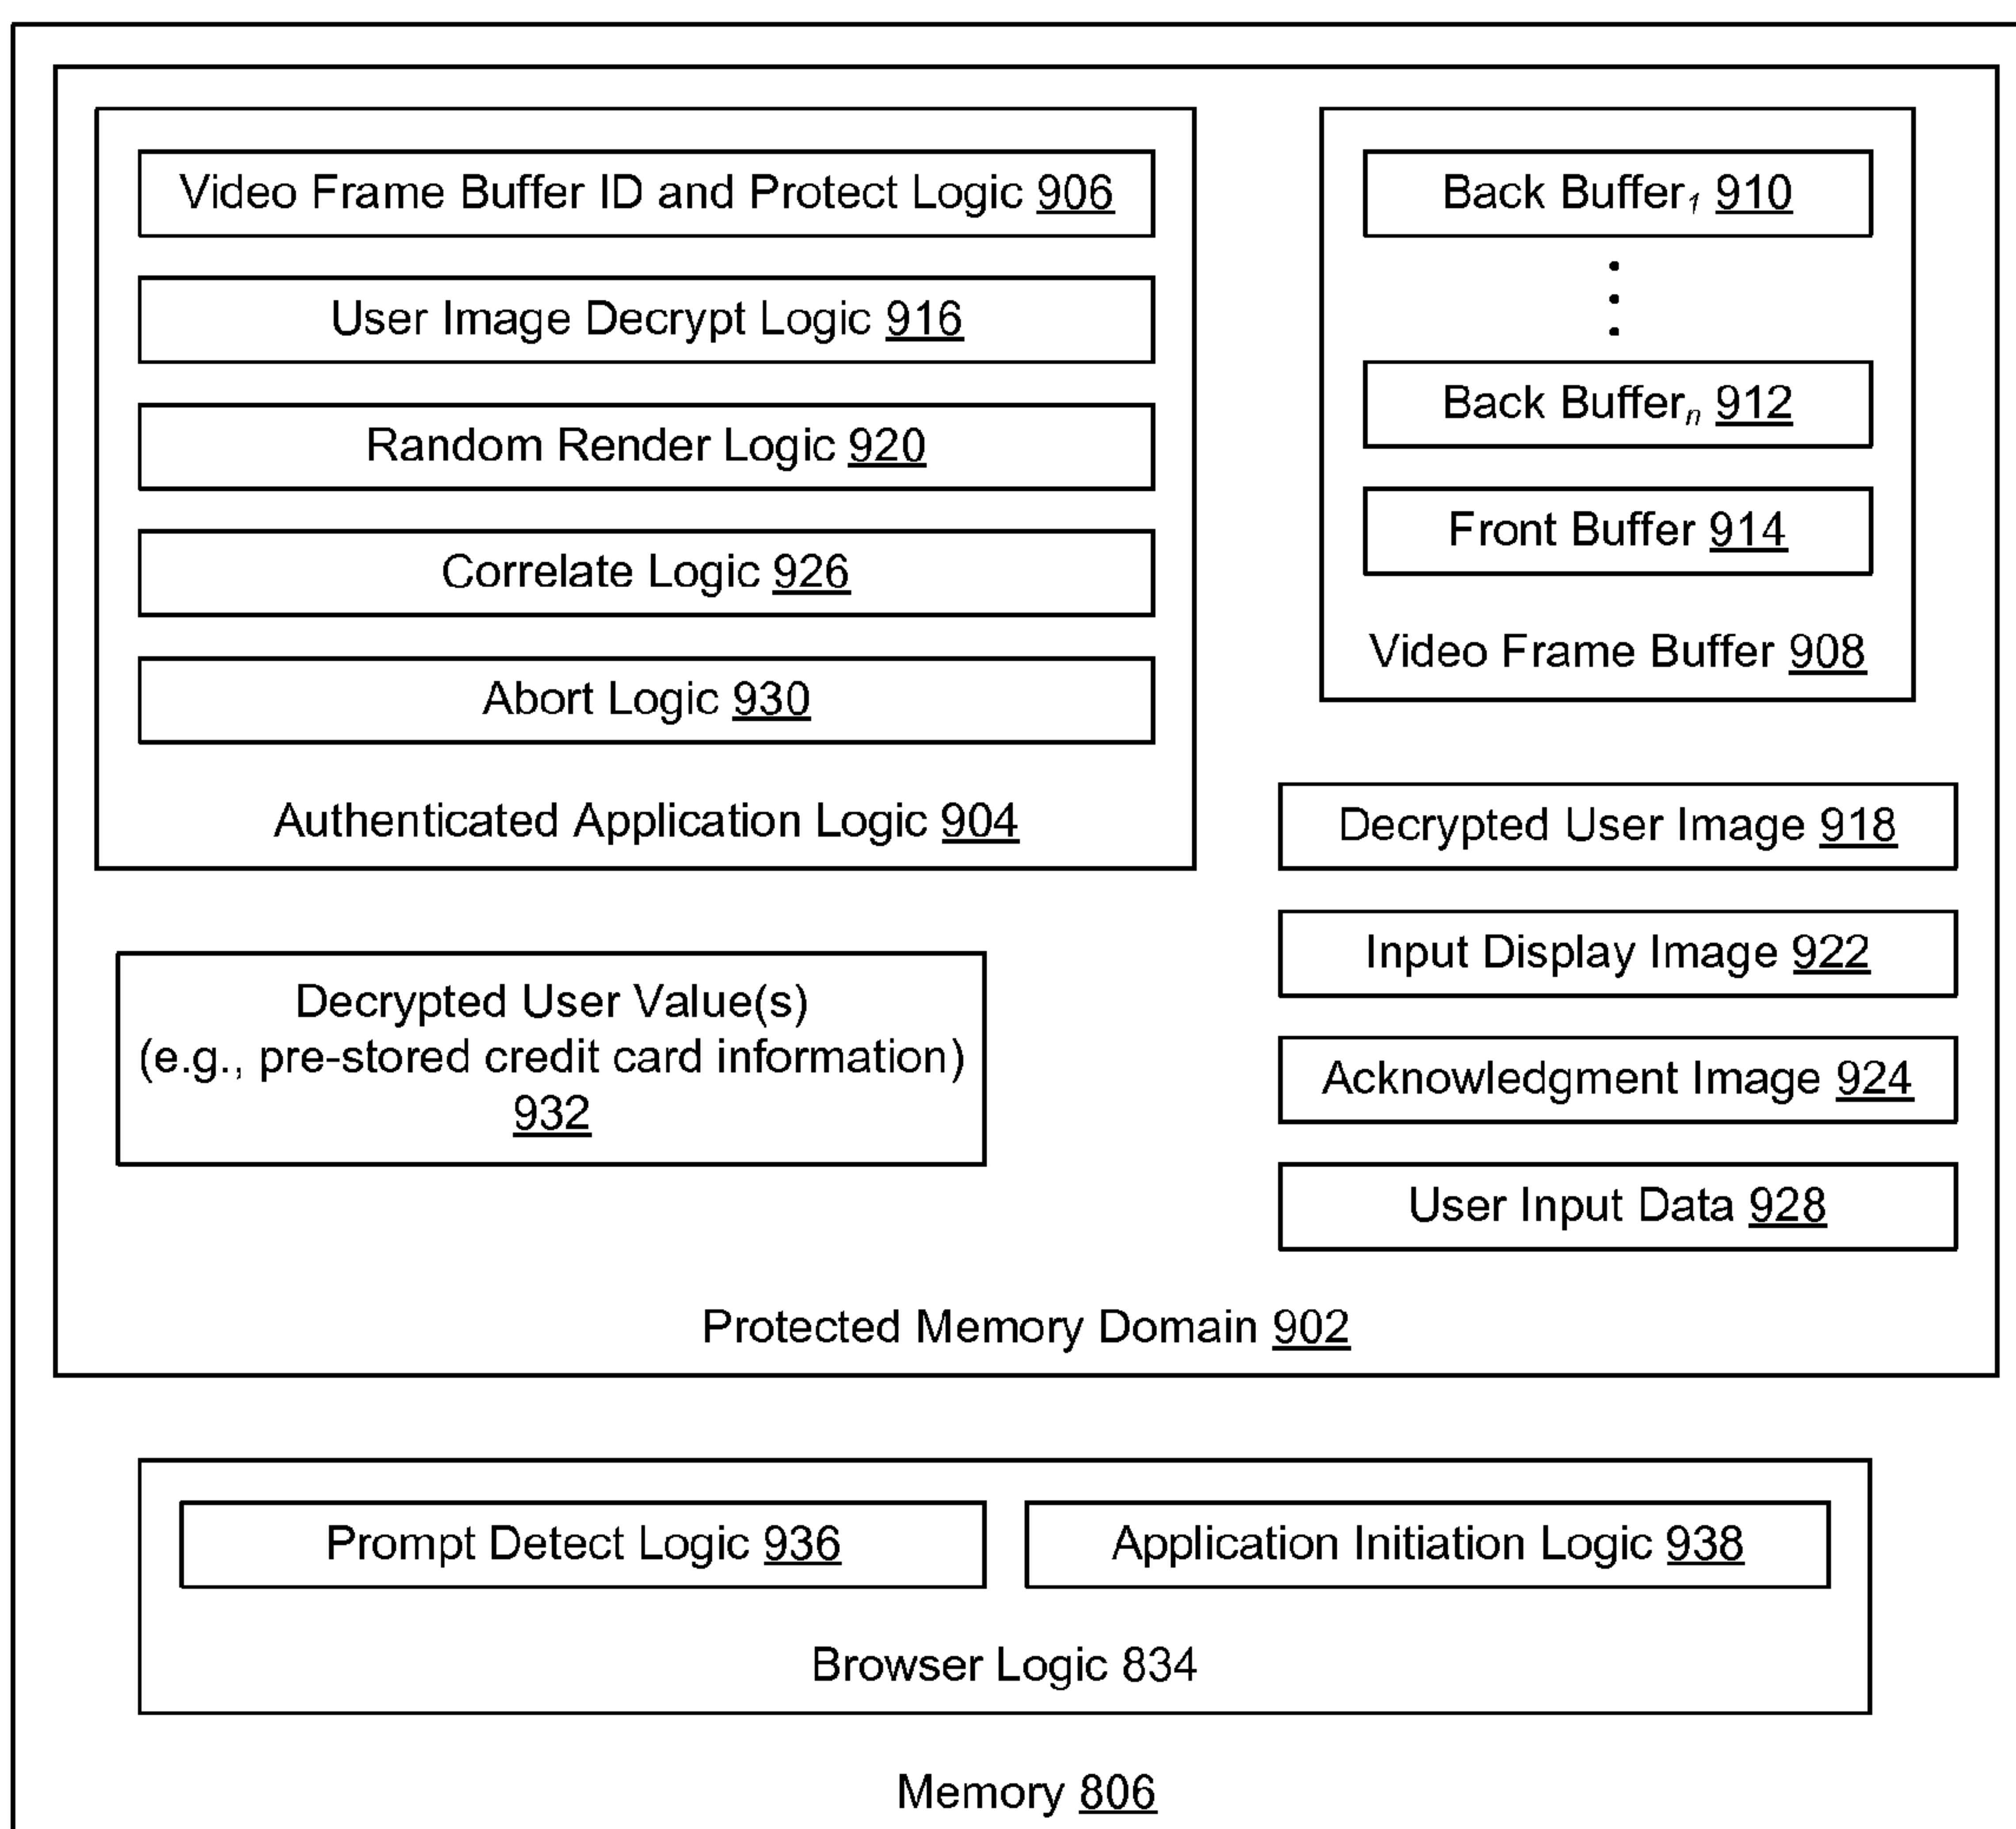 Video Frame Buffer ID and Protect Logic 906
User Image Decrypt Logic 916
Random Render Logic 920
Correlate Logic 926
Abort Logic 930
Authenticated Application Logic 904
Back Buffer1 910
Back Buffern 912
Front Buffer 914
Video Frame Buffer 908
Decrypted User Image 918
Input Display Image 922
Acknowledgment Image 924
User Input Data 928
Decrypted User Value(s)
(e.g., pre-stored credit card information)
932
Protected Memory Domain 902
Prompt Detect Logic 936
Application Initiation Logic 938
Browser Logic 834
Memory 806